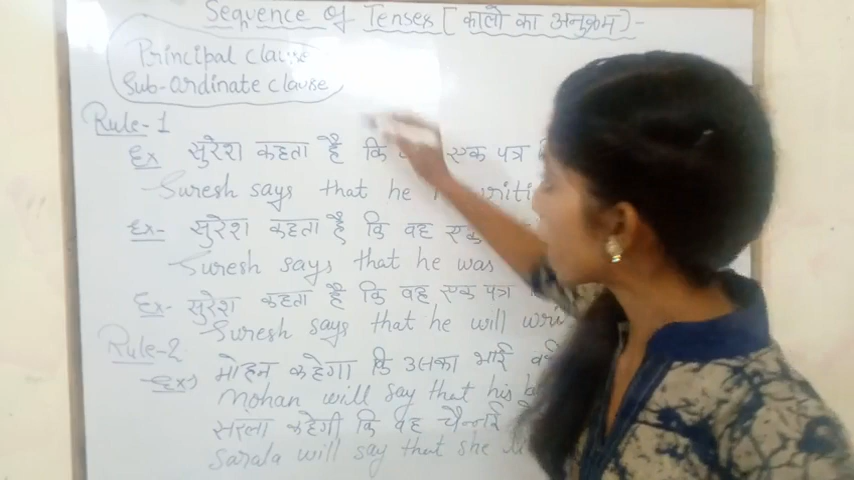 Sequence of Tenses [कालो का अनुक्रम] -
Principal clause
Sub-ordinate clause
Rule-1
Ex सुरेश कहता है कि एक पत्र
Suresh says that he
Ex- सुरेश कहता है कि वह एक
Suresh says that he was
Ex- सुरेश कहता है कि वह एक पत्र
Suresh says that he will
Rule-2
Ex) मोहन कहेगा कि उसका भाई
Mohan will say that his
सरला कहेगी कि वह चैन्नई
Sarala will say that she